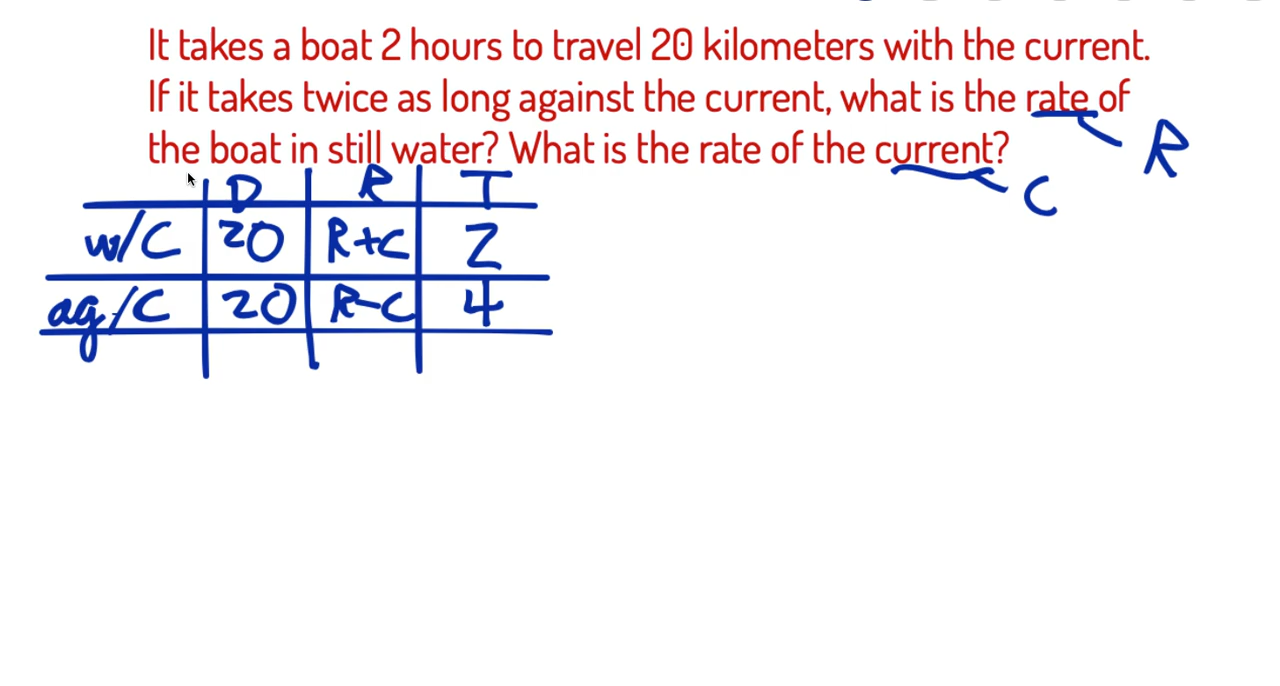 It takes a boat 2 hours to travel 20 kilometers with the current.
If it takes twice as long against the current, what is the rate of
the boat in still water? What is the rate of the current?
R
C
D R T
w/C 20 R+C 2
ag/C 20 R-C 4